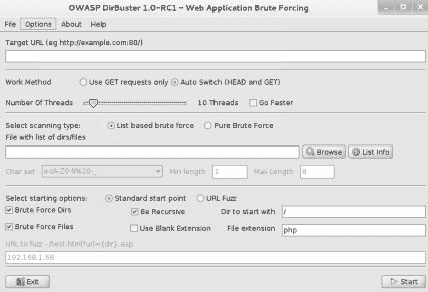 OWASP DirBuster 1.0-RC1 - Web Application Brute Forcing
File Options About Help
Target URL (eg http://example.com:80/)
Work Method Use GET requests only Auto Switch (HEAD and GET)
Number Of Threads 10 Threads Go Faster
Select scanning type: List based brute force Pure Brute Force
File with list of dirs/files
Browse List Info
Char set a-zA-Z0-9%20-_ Min length 1 Max Length 8
Select starting options: Standard start point URL Fuzz
Brute Force Dirs Be Recursive Dir to start with /
Brute Force Files Use Blank Extension File extension php
URL to fuzz - /test.html?url={dir}.asp
192.168.1.68
Exit Start